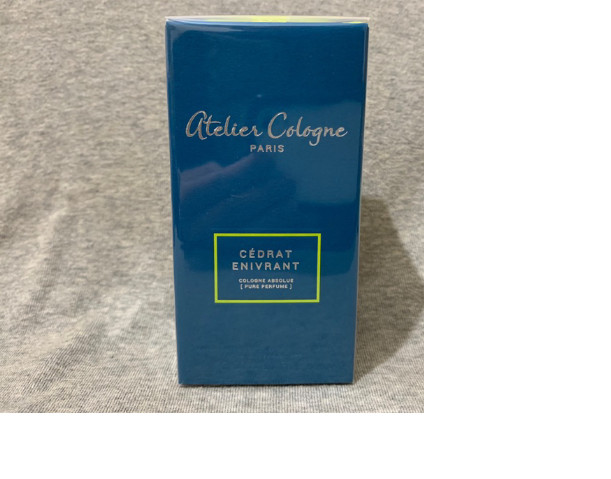 Atelier Cologne
PARIS
CÉDRAT
ENIVRANT
COLOGNE ABSOLUE
[ PURE PERFUME ]